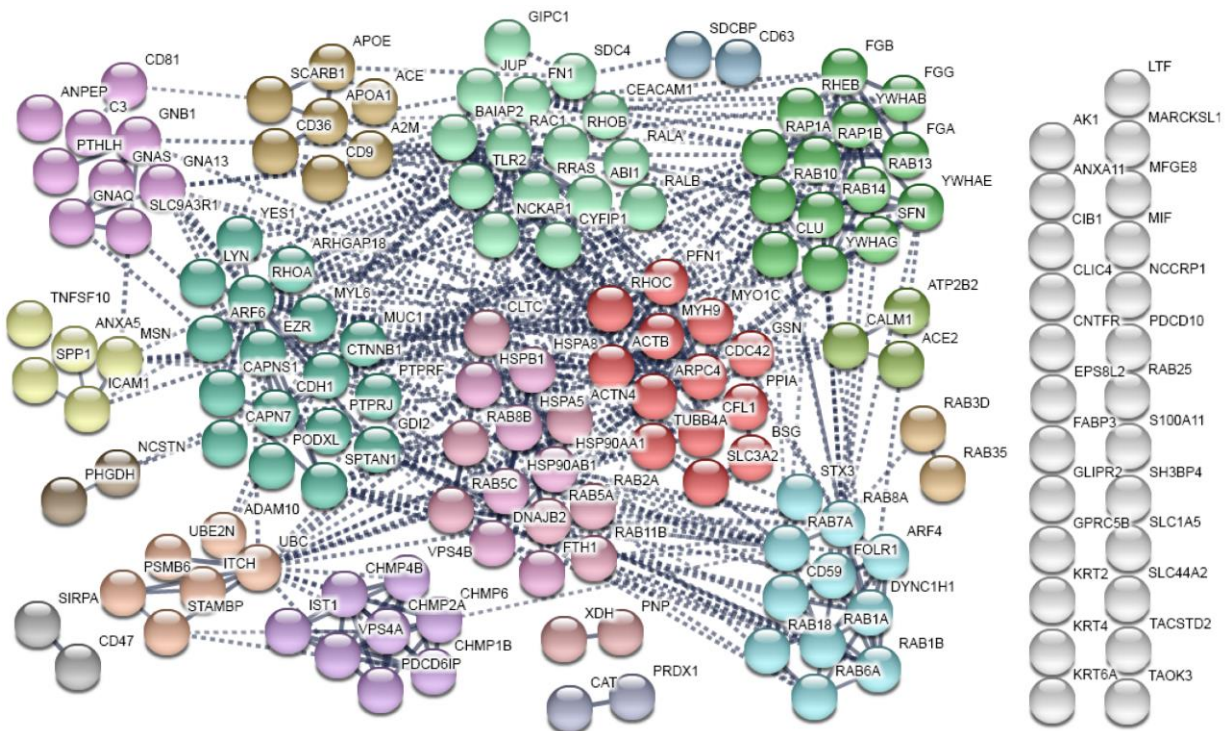 GIPC1
SDCBP
CD63
APOE
SDC4
FGB
CD81
SCARB1
ACE
JUP
FN1
RHEB
FGG
LTF
ANPEP
C3
GNB1
APOA1
BAIAP2
RAC1
CEACAM1
RHOB
YWHAB
AK1
MARCKSL1
PTHLH
CD36
A2M
RALA
RAP1A
RAP1B
FGA
GNAS
GNA13
CD9
TLR2
RRAS
ABI1
RAB13
ANXA11
MFGE8
GNAQ
SLC9A3R1
RALB
RAB10
RAB14
YWHAE
NCKAP1
CYFIP1
SFN
CIB1
MIF
YES1
CLU
YWHAG
LYN
ARHGAP18
RHOA
PFN1
RHOC
CLIC4
NCCRP1
TNFSF10
MYL6
CLTC
MYO1C
MYH9
ATP2B2
ANXA5
MSN
ARF6
EZR
MUC1
HSPA8
ACTB
GSN
CALM1
ACE2
CNTFR
PDCD10
SPP1
CAPNS1
CTNNB1
HSPB1
CDC42
ICAM1
CDH1
PTPRF
ARPC4
PPIA
EPS8L2
RAB25
HSPA5
ACTN4
CAPN7
PTPRJ
RAB8B
CFL1
RAB3D
FABP3
S100A11
NCSTN
PODXL
GDI2
HSP90AA1
TUBB4A
BSG
PHGDH
SPTAN1
HSP90AB1
SLC3A2
RAB35
GLIPR2
SH3BP4
RAB5C
RAB2A
STX3
RAB5A
RAB8A
ADAM10
DNAJB2
RAB7A
ARF4
GPRC5B
SLC1A5
UBE2N
UBC
VPS4B
FTH1
RAB11B
FOLR1
PSMB6
ITCH
CHMP4B
CD59
DYNC1H1
KRT2
SLC44A2
SIRPA
STAMBP
IST1
CHMP2A
CHMP6
XDH
PNP
RAB18
RAB1A
KRT4
TACSTD2
CD47
VPS4A
CHMP1B
RAB1B
PDCD6IP
RAB6A
CAT
PRDX1
KRT6A
TAOK3